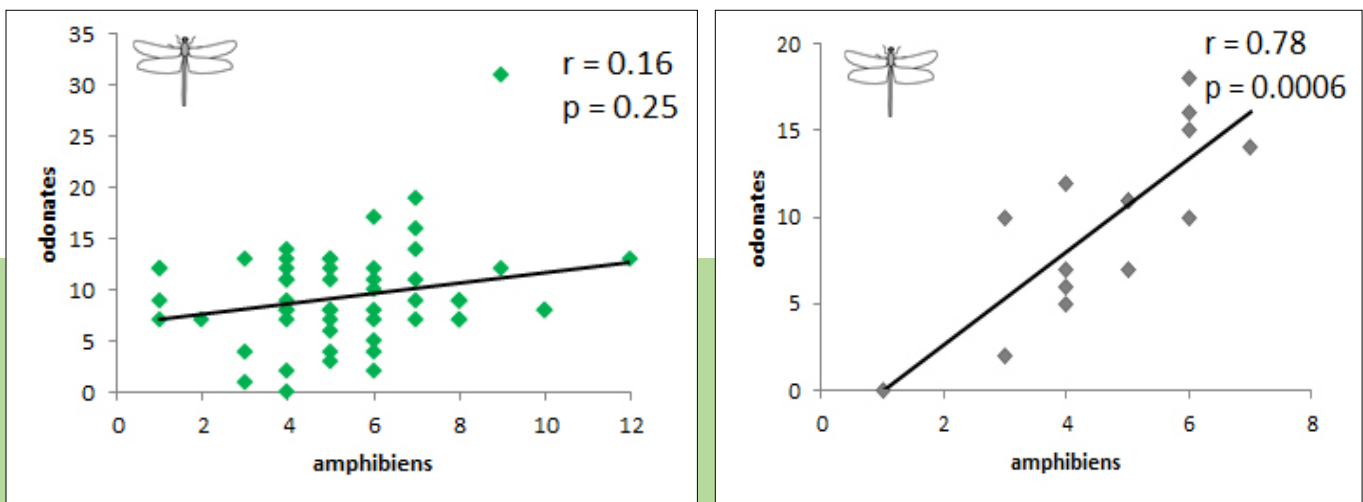 r = 0.16
p = 0.25
35
30
25
20
15
10
5
0
odonates
0 2 4 6 8 10 12
amphibiens
r = 0.78
p = 0.0006
20
15
10
5
0
odonates
0 2 4 6 8
amphibiens